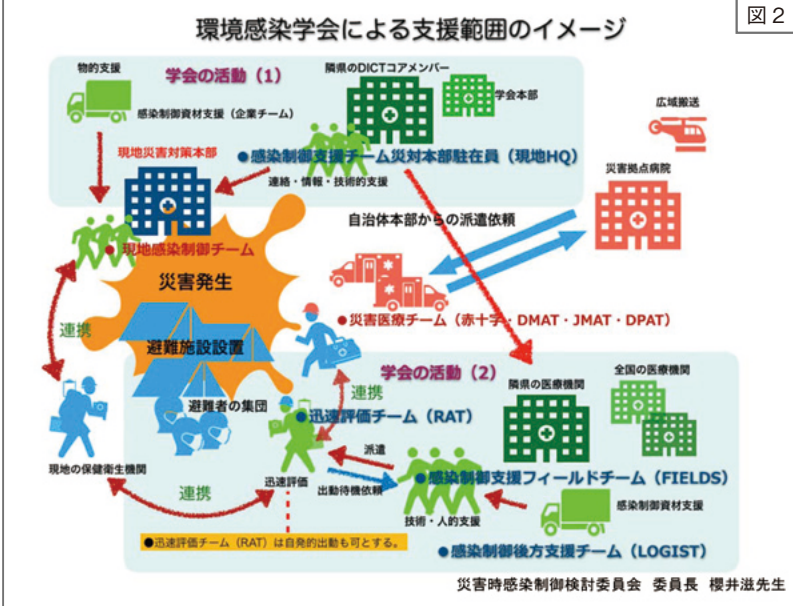 図2
環境感染学会による支援範囲のイメージ
物的支援
学会の活動（1）
隣県のDICTコアメンバー
学会本部
感染制御資材支援（企業チーム）
広域搬送
現地災害対策本部
●感染制御支援チーム災対本部駐在員（現地HQ）
連絡・情報・技術的支援
災害拠点病院
自治体本部からの派遣依頼
●現地感染制御チーム
災害発生
●災害医療チーム（赤十字・DMAT・JMAT・DPAT）
連携
避難施設設置
学会の活動（2）
隣県の医療機関
全国の医療機関
連携
避難者の集団
●迅速評価チーム（RAT）
派遣
現地の保健衛生機関
迅速評価
●感染制御支援フィールドチーム（FIELDS）
連携
出動待機依頼
感染制御資材支援
技術・人的支援
●迅速評価チーム（RAT）は自発的出動も可とする。
●感染制御後方支援チーム（LOGIST）
災害時感染制御検討委員会 委員長 櫻井滋先生